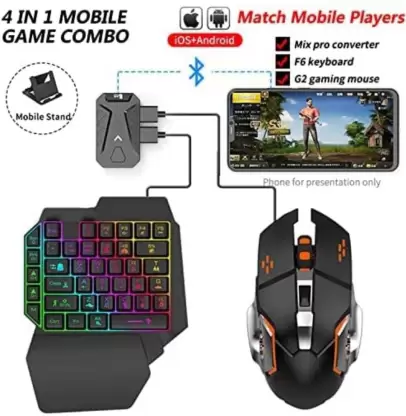 4 IN 1 MOBILE
GAME COMBO
Match Mobile Players
iOS+Android
Mix pro converter
F6 keyboard
G2 gaming mouse
Mobile Stand
Phone for presentation only